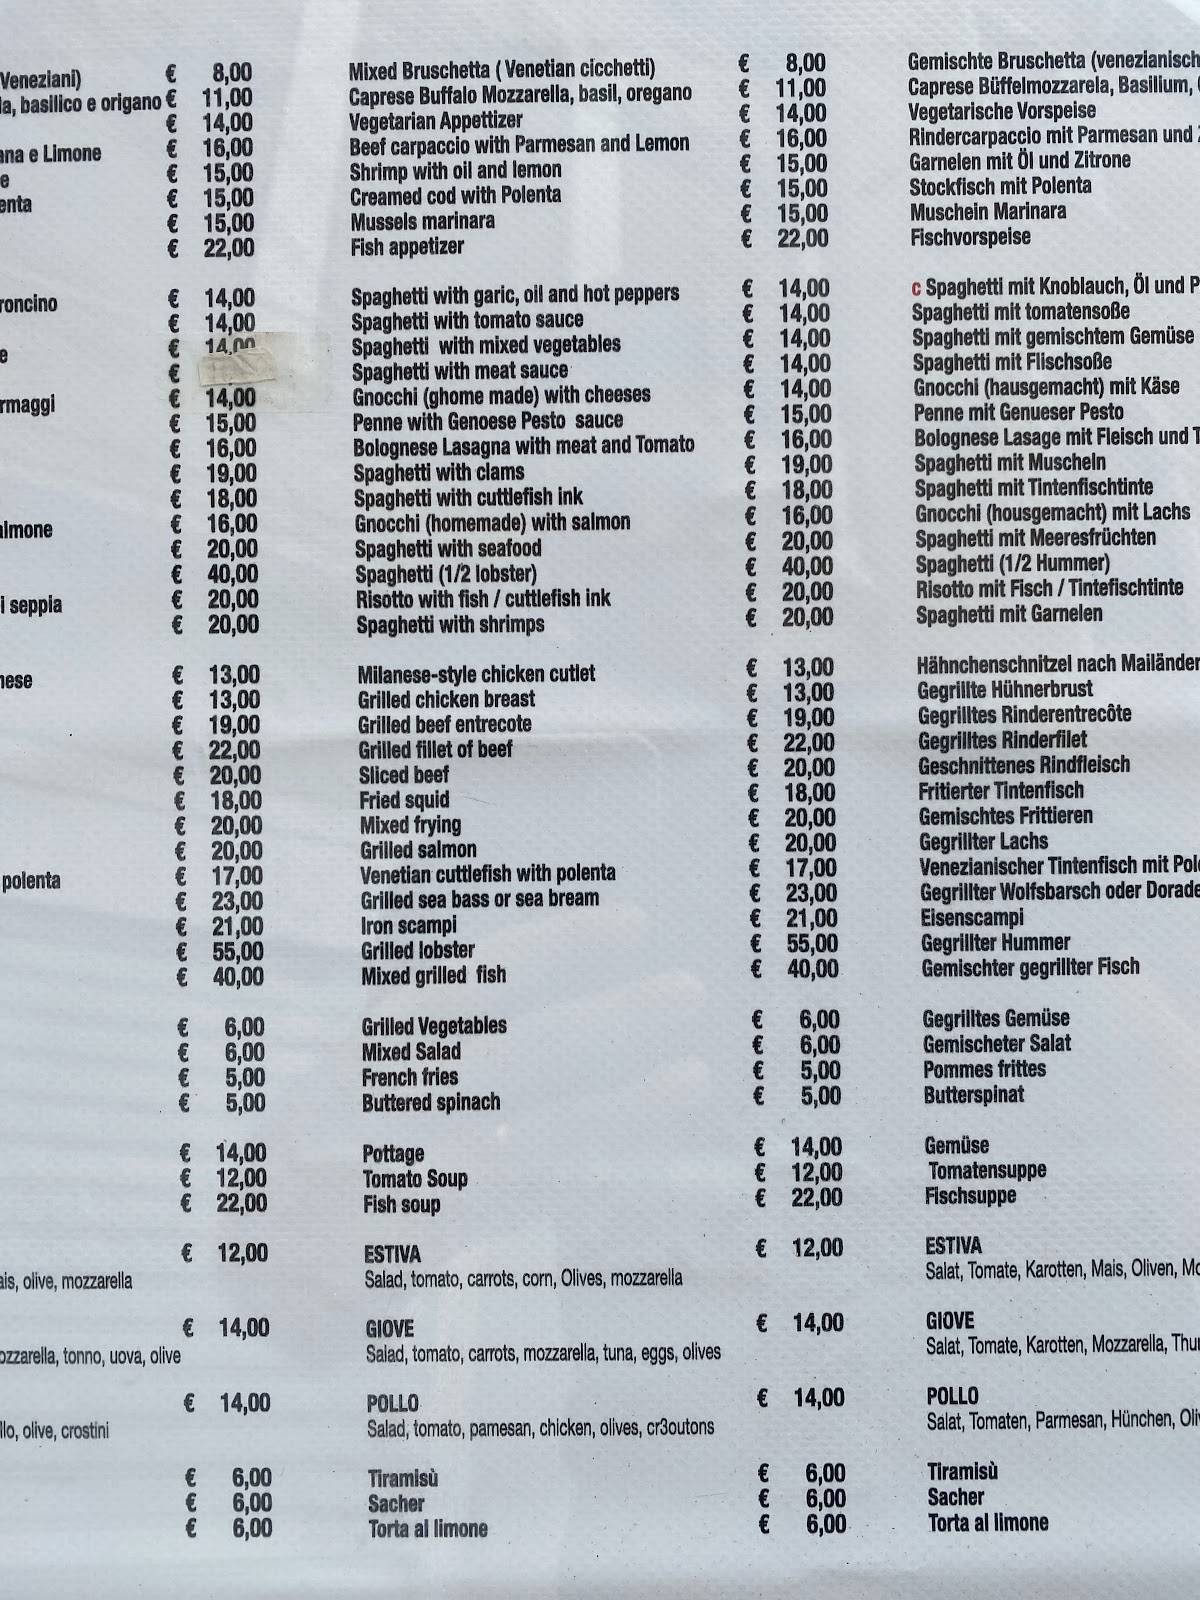 Veneziani) € 8,00 Mixed Bruschetta ( Venetian cicchetti) € 8,00 Gemischte Bruschetta (venezianisch
la, basilico e origano € 11,00 Caprese Buffalo Mozzarella, basil, oregano € 11,00 Caprese Büffelmozzarela, Basilium,
€ 14,00 Vegetarian Appettizer € 14,00 Vegetarische Vorspeise
ana e Limone € 16,00 Beef carpaccio with Parmesan and Lemon € 16,00 Rindercarpaccio mit Parmesan und
e € 15,00 Shrimp with oil and lemon € 15,00 Garnelen mit Öl und Zitrone
enta € 15,00 Creamed cod with Polenta € 15,00 Stockfisch mit Polenta
€ 15,00 Mussels marinara € 15,00 Muschein Marinara
€ 22,00 Fish appetizer € 22,00 Fischvorspeise
roncino € 14,00 Spaghetti with garic, oil and hot peppers € 14,00 c Spaghetti mit Knoblauch, Öl und P
€ 14,00 Spaghetti with tomato sauce € 14,00 Spaghetti mit tomatensoße
e € 14,00 Spaghetti with mixed vegetables € 14,00 Spaghetti mit gemischtem Gemüse
€ Spaghetti with meat sauce € 14,00 Spaghetti mit Flischsoße
rmaggi € 14,00 Gnocchi (ghome made) with cheeses € 14,00 Gnocchi (hausgemacht) mit Käse
€ 15,00 Penne with Genoese Pesto sauce € 15,00 Penne mit Genueser Pesto
€ 16,00 Bolognese Lasagna with meat and Tomato € 16,00 Bolognese Lasage mit Fleisch und T
€ 19,00 Spaghetti with clams € 19,00 Spaghetti mit Muscheln
€ 18,00 Spaghetti with cuttlefish ink € 18,00 Spaghetti mit Tintenfischtinte
almone € 16,00 Gnocchi (homemade) with salmon € 16,00 Gnocchi (housgemacht) mit Lachs
€ 20,00 Spaghetti with seafood € 20,00 Spaghetti mit Meeresfrüchten
€ 40,00 Spaghetti (1/2 lobster) € 40,00 Spaghetti (1/2 Hummer)
i seppia € 20,00 Risotto with fish / cuttlefish ink € 20,00 Risotto mit Fisch / Tintefischtinte
€ 20,00 Spaghetti with shrimps € 20,00 Spaghetti mit Garnelen
nese € 13,00 Milanese-style chicken cutlet € 13,00 Hähnchenschnitzel nach Mailänder
€ 13,00 Grilled chicken breast € 13,00 Gegrillte Hühnerbrust
€ 19,00 Grilled beef entrecote € 19,00 Gegrilltes Rinderentrecôte
€ 22,00 Grilled fillet of beef € 22,00 Gegrilltes Rinderfilet
€ 20,00 Sliced beef € 20,00 Geschnittenes Rindfleisch
€ 18,00 Fried squid € 18,00 Fritierter Tintenfisch
€ 20,00 Mixed frying € 20,00 Gemischtes Frittieren
€ 20,00 Grilled salmon € 20,00 Gegrillter Lachs
polenta € 17,00 Venetian cuttlefish with polenta € 17,00 Venezianischer Tintenfisch mit Pol
€ 23,00 Grilled sea bass or sea bream € 23,00 Gegrillter Wolfsbarsch oder Dorade
€ 21,00 Iron scampi € 21,00 Eisenscampi
€ 55,00 Grilled lobster € 55,00 Gegrillter Hummer
€ 40,00 Mixed grilled fish € 40,00 Gemischter gegrillter Fisch
€ 6,00 Grilled Vegetables € 6,00 Gegrilltes Gemüse
€ 6,00 Mixed Salad € 6,00 Gemischeter Salat
€ 5,00 French fries € 5,00 Pommes frittes
€ 5,00 Buttered spinach € 5,00 Butterspinat
€ 14,00 Pottage € 14,00 Gemüse
€ 12,00 Tomato Soup € 12,00 Tomatensuppe
€ 22,00 Fish soup € 22,00 Fischsuppe
€ 12,00 ESTIVA € 12,00 ESTIVA
ais, olive, mozzarella Salad, tomato, carrots, corn, Olives, mozzarella Salat, Tomate, Karotten, Mais, Oliven, Mo
€ 14,00 GIOVE € 14,00 GIOVE
ozzarella, tonno, uova, olive Salad, tomato, carrots, mozzarella, tuna, eggs, olives Salat, Tomate, Karotten, Mozzarella, Thu
€ 14,00 POLLO € 14,00 POLLO
llo, olive, crostini Salad, tomato, parmesan, chicken, olives, cr3outons Salat, Tomaten, Parmesan, Hünchen, Oliv
€ 6,00 Tiramisù € 6,00 Tiramisù
€ 6,00 Sacher € 6,00 Sacher
€ 6,00 Torta al limone € 6,00 Torta al limone